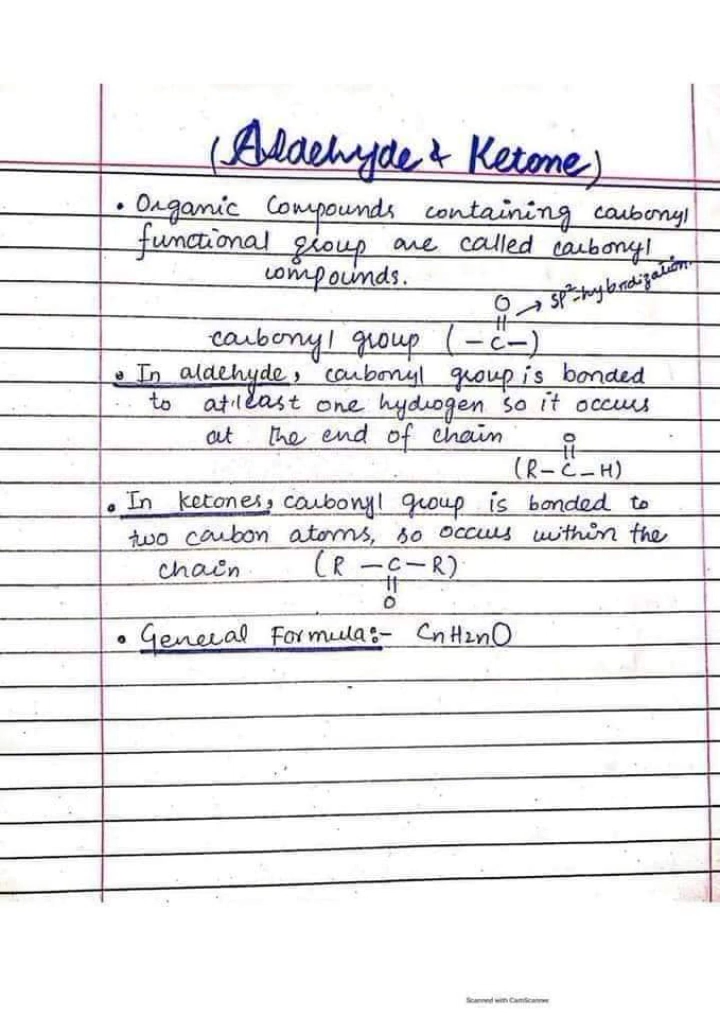 (Aldehyde & Ketone)
• Organic Compounds containing carbonyl
functional group are called carbonyl
compounds.
O → SP²-hybridization
||
carbonyl group (-C-)
• In aldehyde, carbonyl group is bonded
to atleast one hydrogen so it occurs
at the end of chain
O
||
(R-C-H)
• In ketones, carbonyl group is bonded to
two carbon atoms, so occurs within the
chain (R-C-R)
||
O
• General Formula:- CnH2nO
Scanned with CamScanner